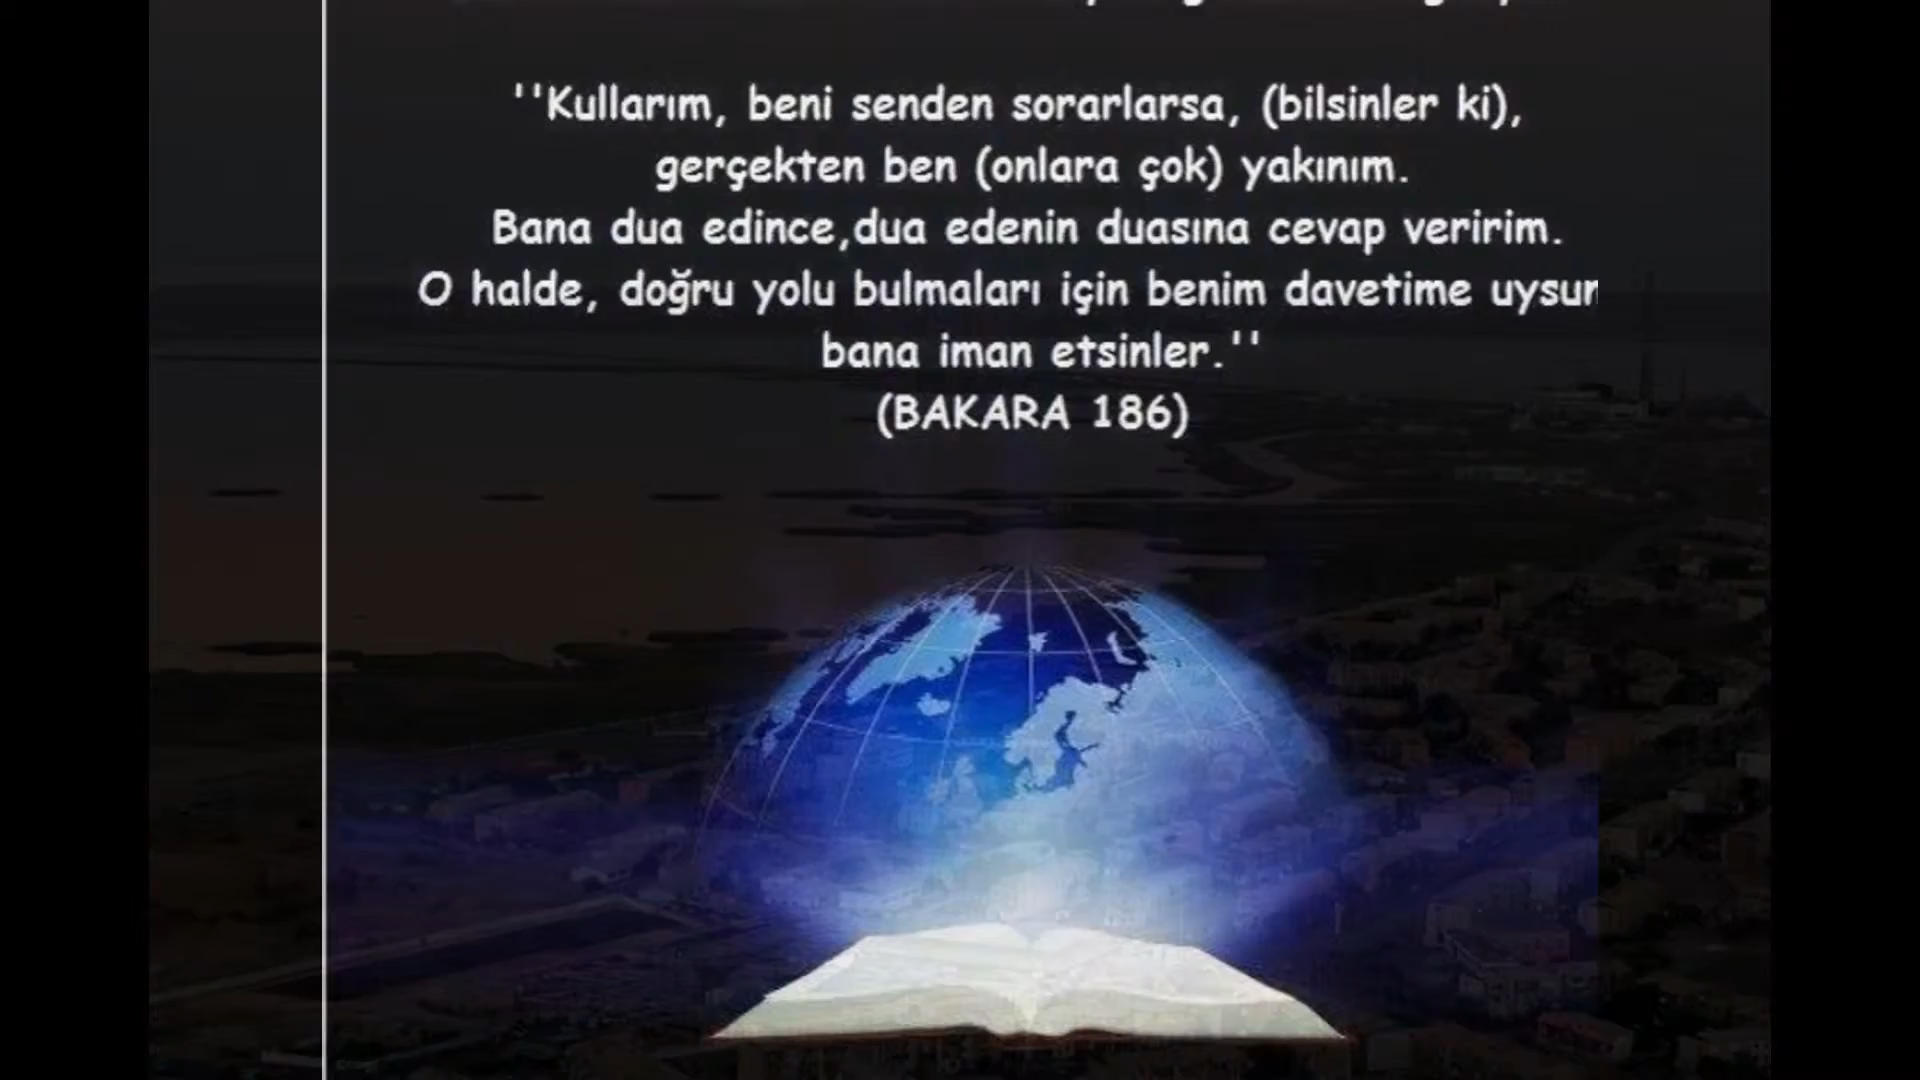 ''Kullarım, beni senden sorarlarsa, (bilsinler ki),
gerçekten ben (onlara çok) yakınım.
Bana dua edince,dua edenin duasına cevap veririm.
O halde, doğru yolu bulmaları için benim davetime uysun
bana iman etsinler.''
(BAKARA 186)